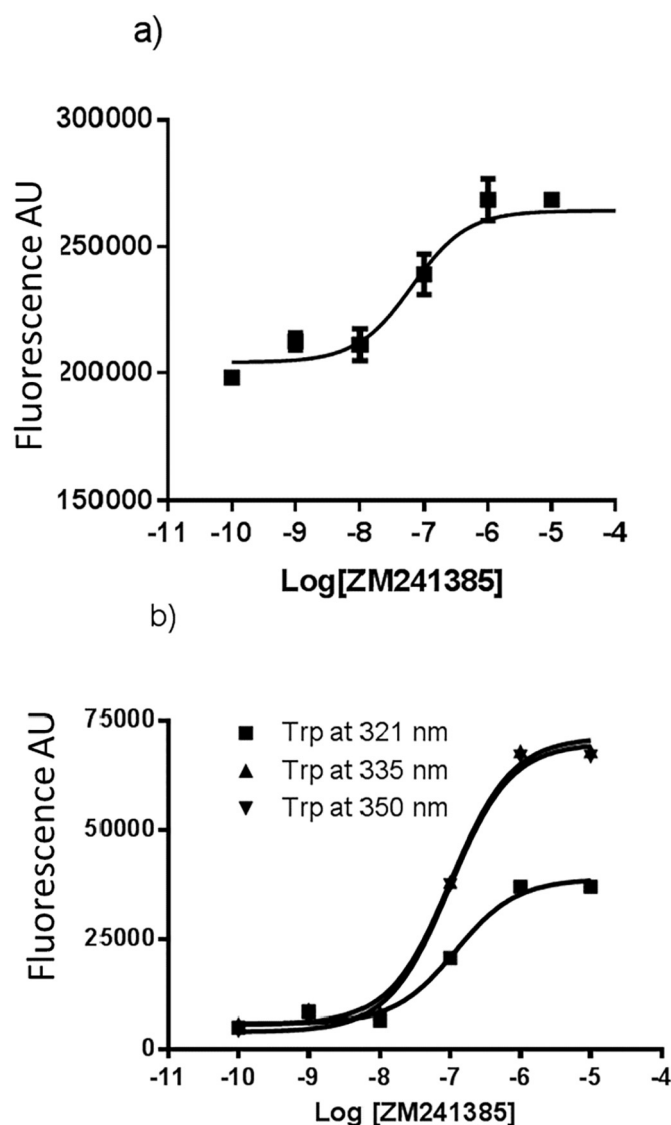 a)
300000
250000
200000
150000
Fluorescence AU
-11 -10 -9 -8 -7 -6 -5 -4
Log[ZM241385]
b)
75000
50000
25000
0
Fluorescence AU
Trp at 321 nm
Trp at 335 nm
Trp at 350 nm
-11 -10 -9 -8 -7 -6 -5 -4
Log [ZM241385]